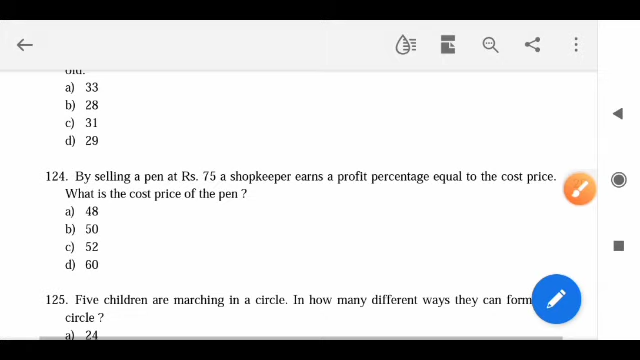 old.
a) 33
b) 28
c) 31
d) 29
124. By selling a pen at Rs. 75 a shopkeeper earns a profit percentage equal to the cost price.
What is the cost price of the pen ?
a) 48
b) 50
c) 52
d) 60
125. Five children are marching in a circle. In how many different ways they can form
circle ?
a) 24